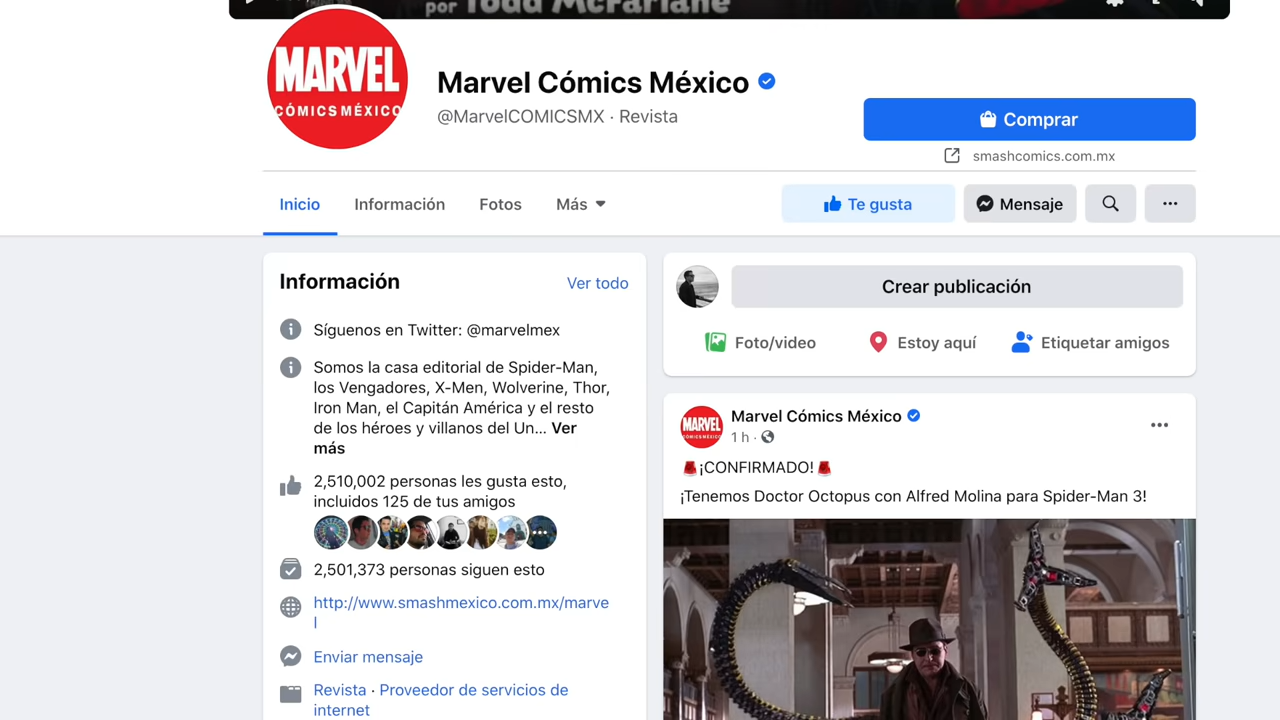 por Todd McFarlane
MARVEL
CÓMICS MÉXICO
Marvel Cómics México
@MarvelCOMICSMX · Revista
Comprar
smashcomics.com.mx
Inicio
Información
Fotos
Más
Te gusta
Mensaje
Información
Ver todo
Síguenos en Twitter: @marvelmex
Somos la casa editorial de Spider-Man,
los Vengadores, X-Men, Wolverine, Thor,
Iron Man, el Capitán América y el resto
de los héroes y villanos del Un... Ver
más
2,510,002 personas les gusta esto,
incluidos 125 de tus amigos
2,501,373 personas siguen esto
http://www.smashmexico.com.mx/marve
l
Enviar mensaje
Revista · Proveedor de servicios de
internet
Crear publicación
Foto/video
Estoy aquí
Etiquetar amigos
MARVEL
CÓMICS MÉXICO
Marvel Cómics México
1 h ·
🚨¡CONFIRMADO!🚨
¡Tenemos Doctor Octopus con Alfred Molina para Spider-Man 3!